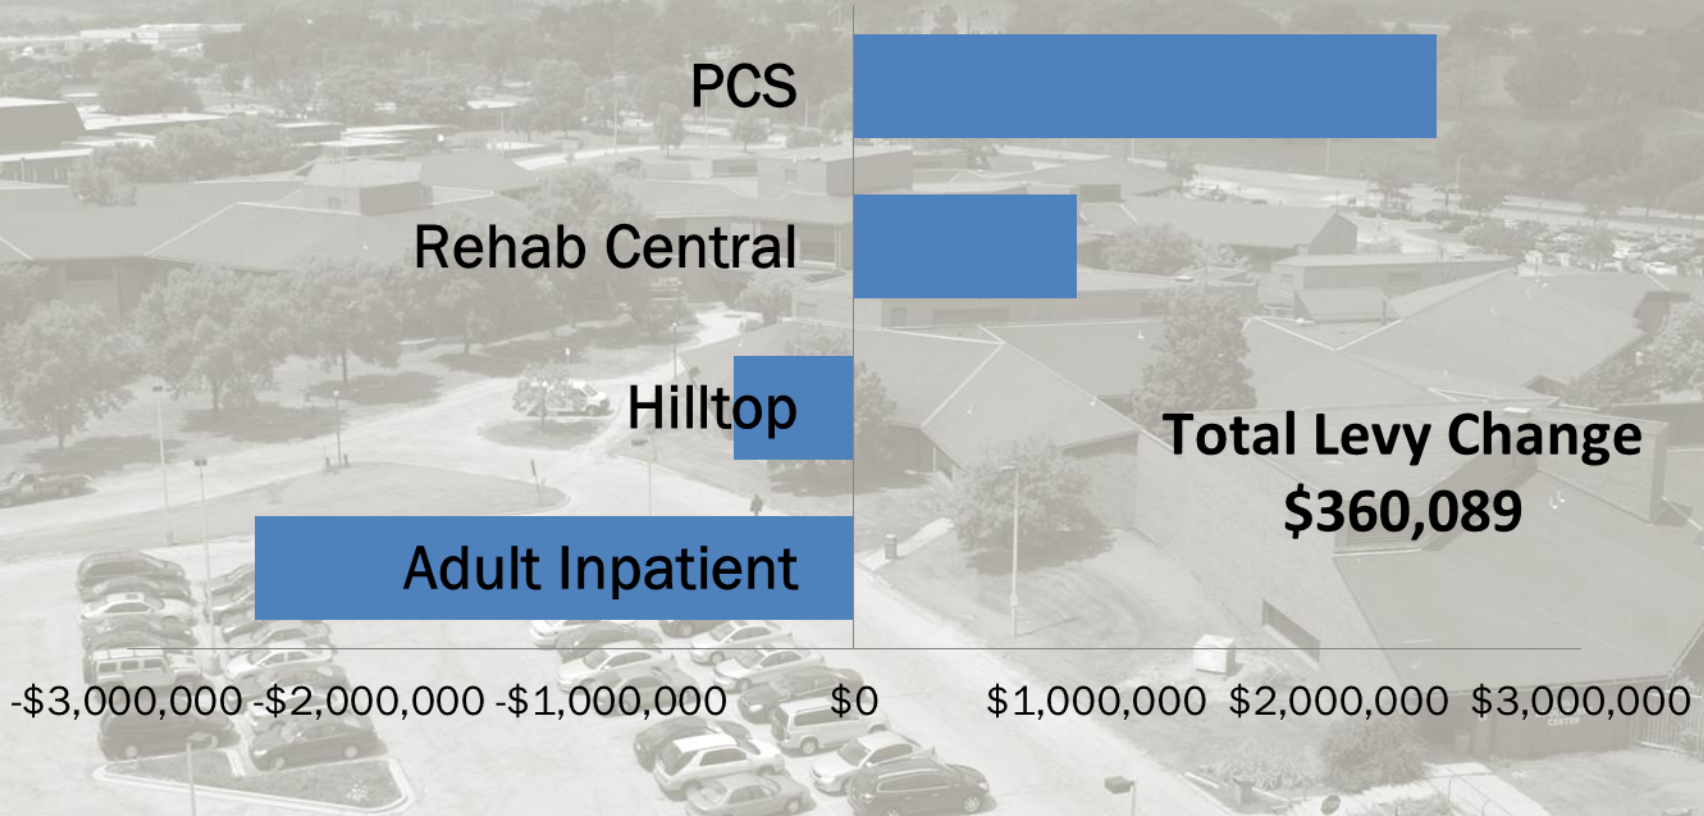 PCS
Rehab Central
Hilltop
Adult Inpatient
Total Levy Change
$360,089
-$3,000,000 -$2,000,000 -$1,000,000 $0 $1,000,000 $2,000,000 $3,000,000